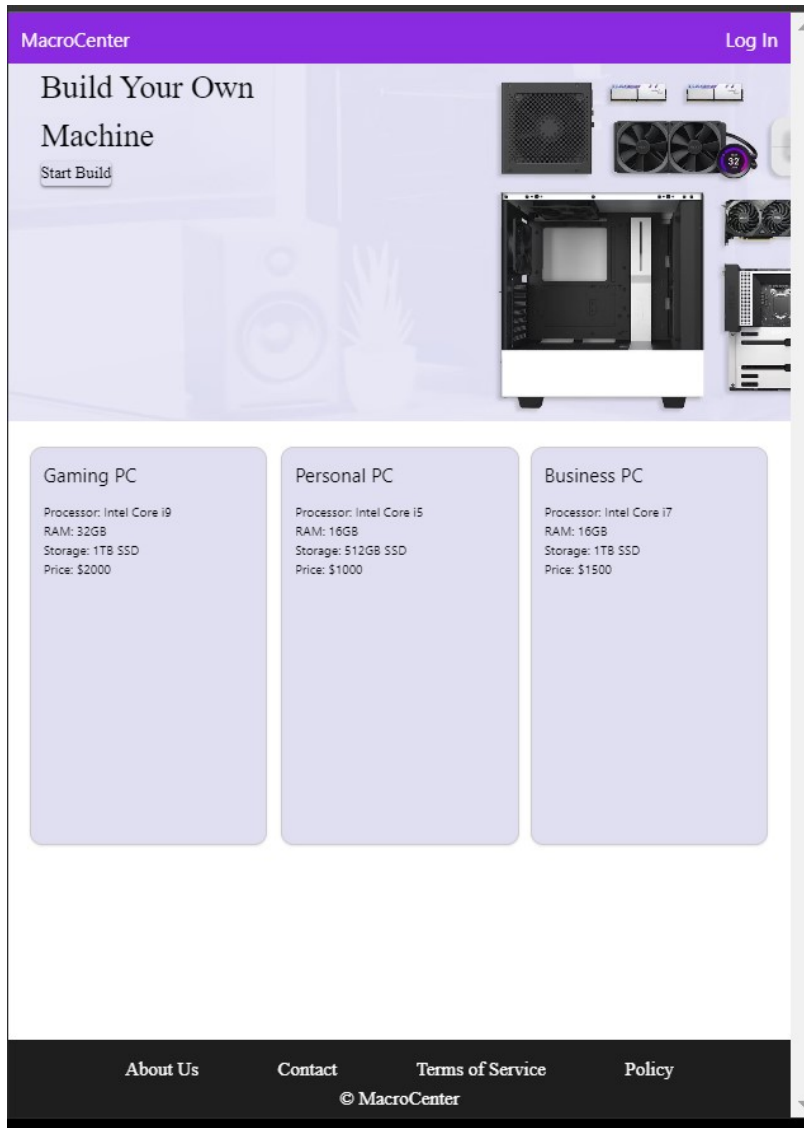 MacroCenter
Log In
Build Your Own
Machine
Start Build
32
Gaming PC
Processor: Intel Core i9
RAM: 32GB
Storage: 1TB SSD
Price: $2000
Personal PC
Processor: Intel Core i5
RAM: 16GB
Storage: 512GB SSD
Price: $1000
Business PC
Processor: Intel Core i7
RAM: 16GB
Storage: 1TB SSD
Price: $1500
About Us
Contact
Terms of Service
Policy
© MacroCenter